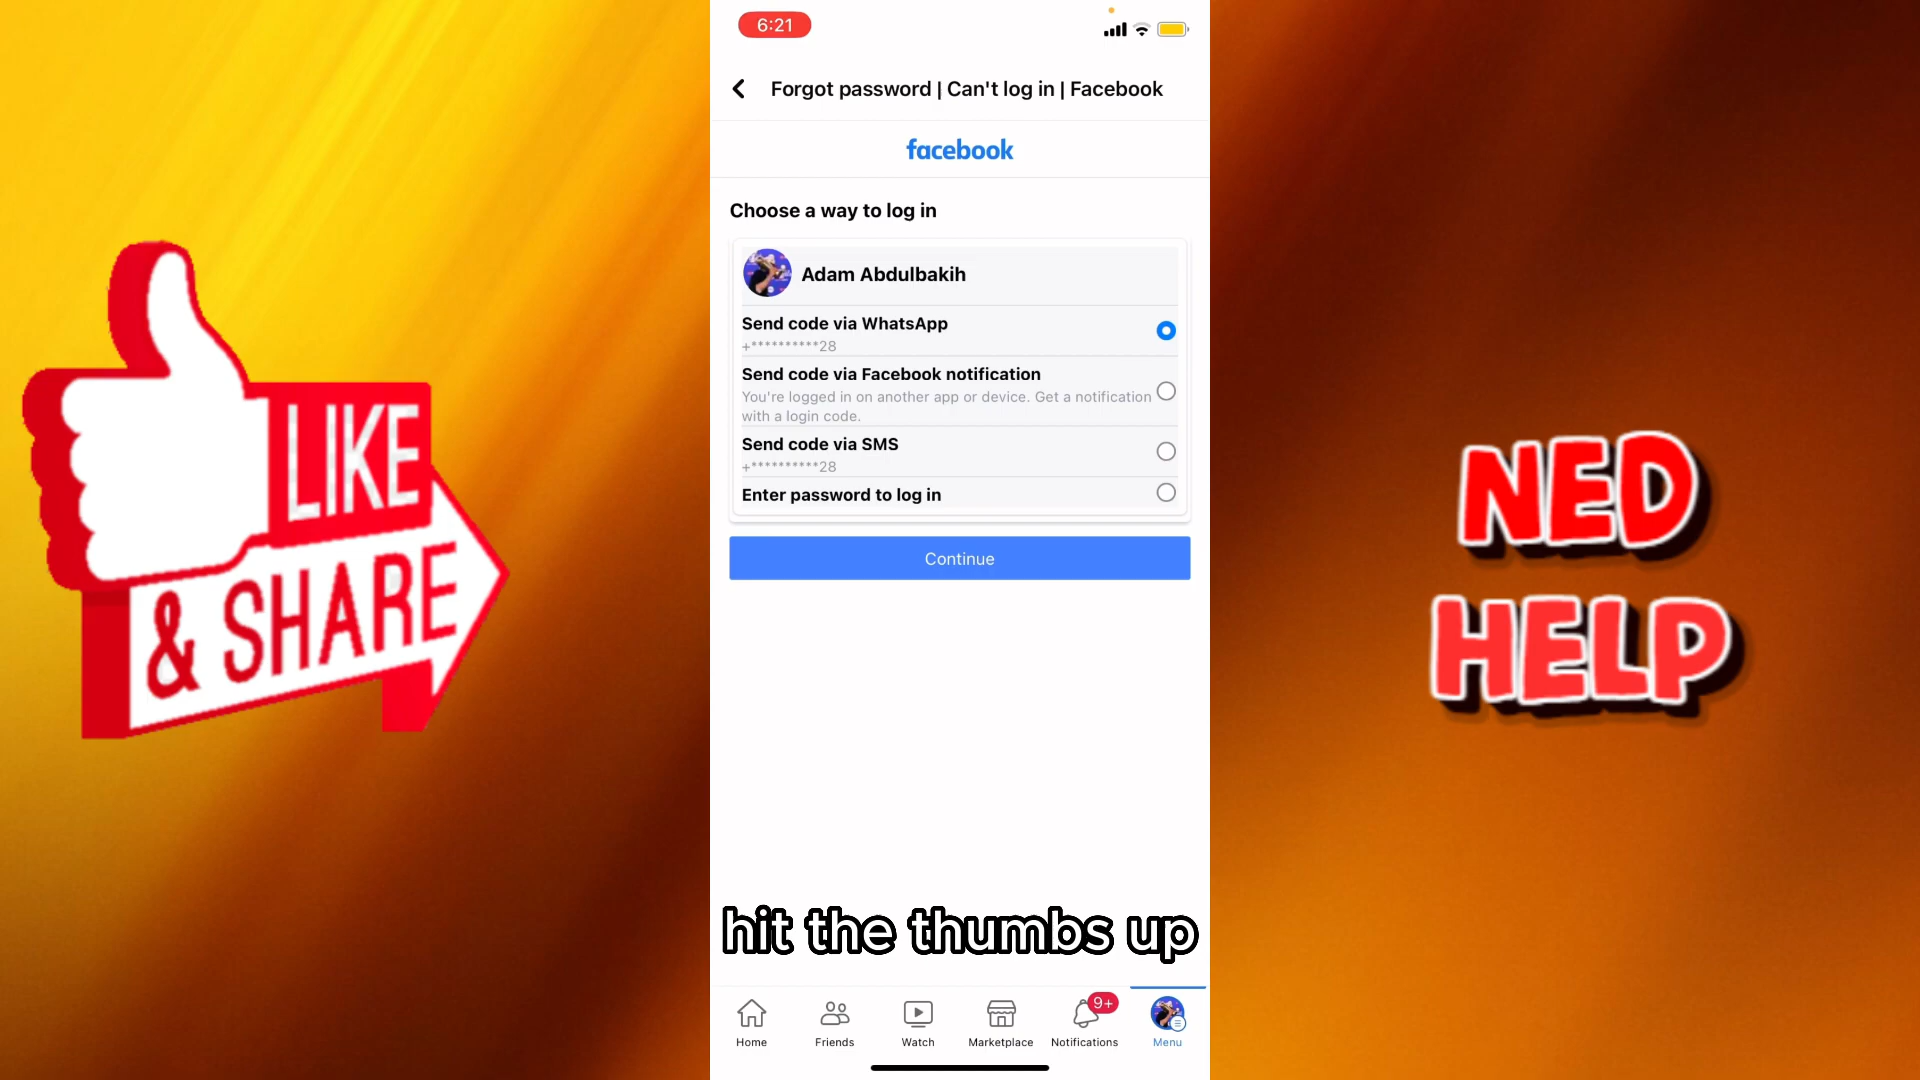 6:21
Forgot password | Can't log in | Facebook
facebook
Choose a way to log in
Adam Abdulbakih
Send code via WhatsApp
+**********28
Send code via Facebook notification
You're logged in on another app or device. Get a notification
with a login code.
Send code via SMS
+**********28
Enter password to log in
Continue
LIKE
& SHARE
NED
HELP
hit the thumbs up
9+
Home
Friends
Watch
Marketplace
Notifications
Menu